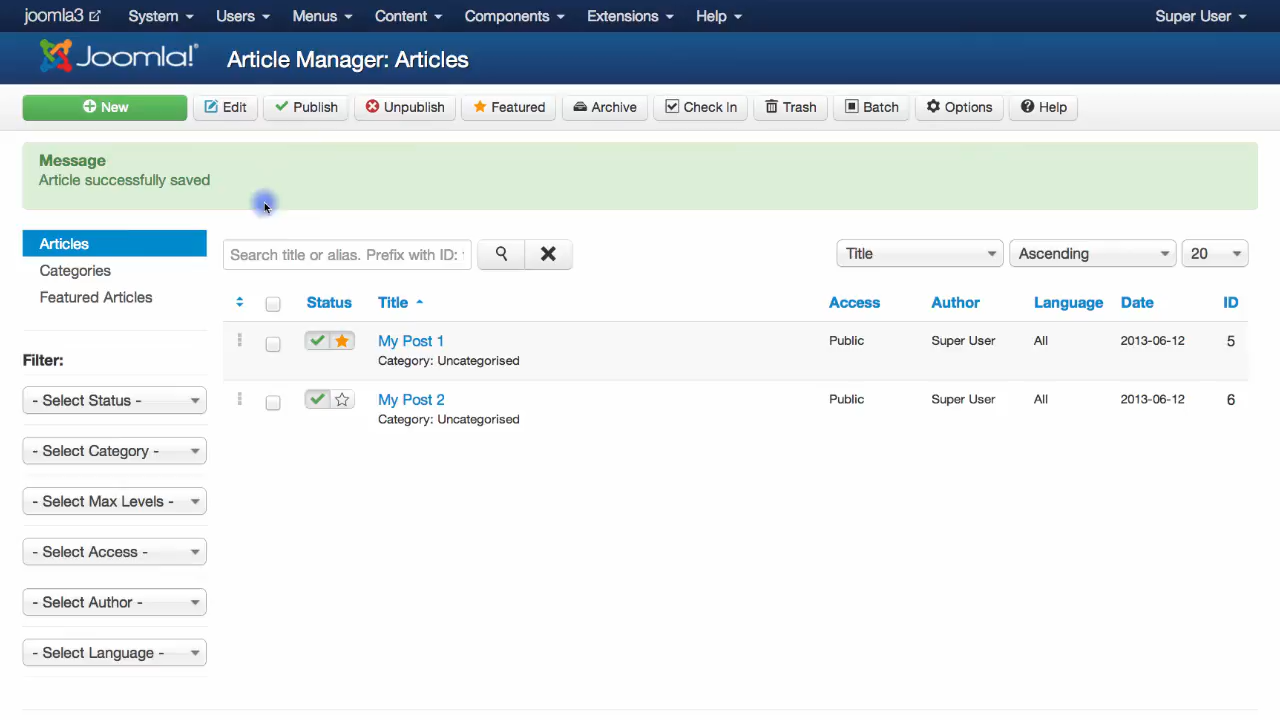 joomla3 System Users Menus Content Components Extensions Help Super User
Joomla!® Article Manager: Articles
New Edit Publish Unpublish Featured Archive Check In Trash Batch Options Help
Message
Article successfully saved
Articles
Categories
Featured Articles
Filter:
- Select Status -
- Select Category -
- Select Max Levels -
- Select Access -
- Select Author -
- Select Language -
Search title or alias. Prefix with ID: Title Ascending 20
Status Title Access Author Language Date ID
My Post 1 Public Super User All 2013-06-12 5
Category: Uncategorised
My Post 2 Public Super User All 2013-06-12 6
Category: Uncategorised